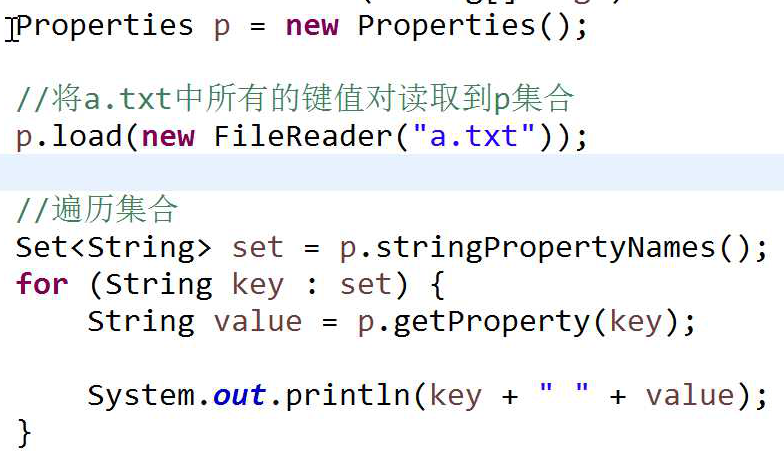 Properties p = new Properties();
//将a.txt中所有的键值对读取到p集合
p.load(new FileReader("a.txt"));
//遍历集合
Set<String> set = p.stringPropertyNames();
for (String key : set) {
String value = p.getProperty(key);
System.out.println(key + " " + value);
}